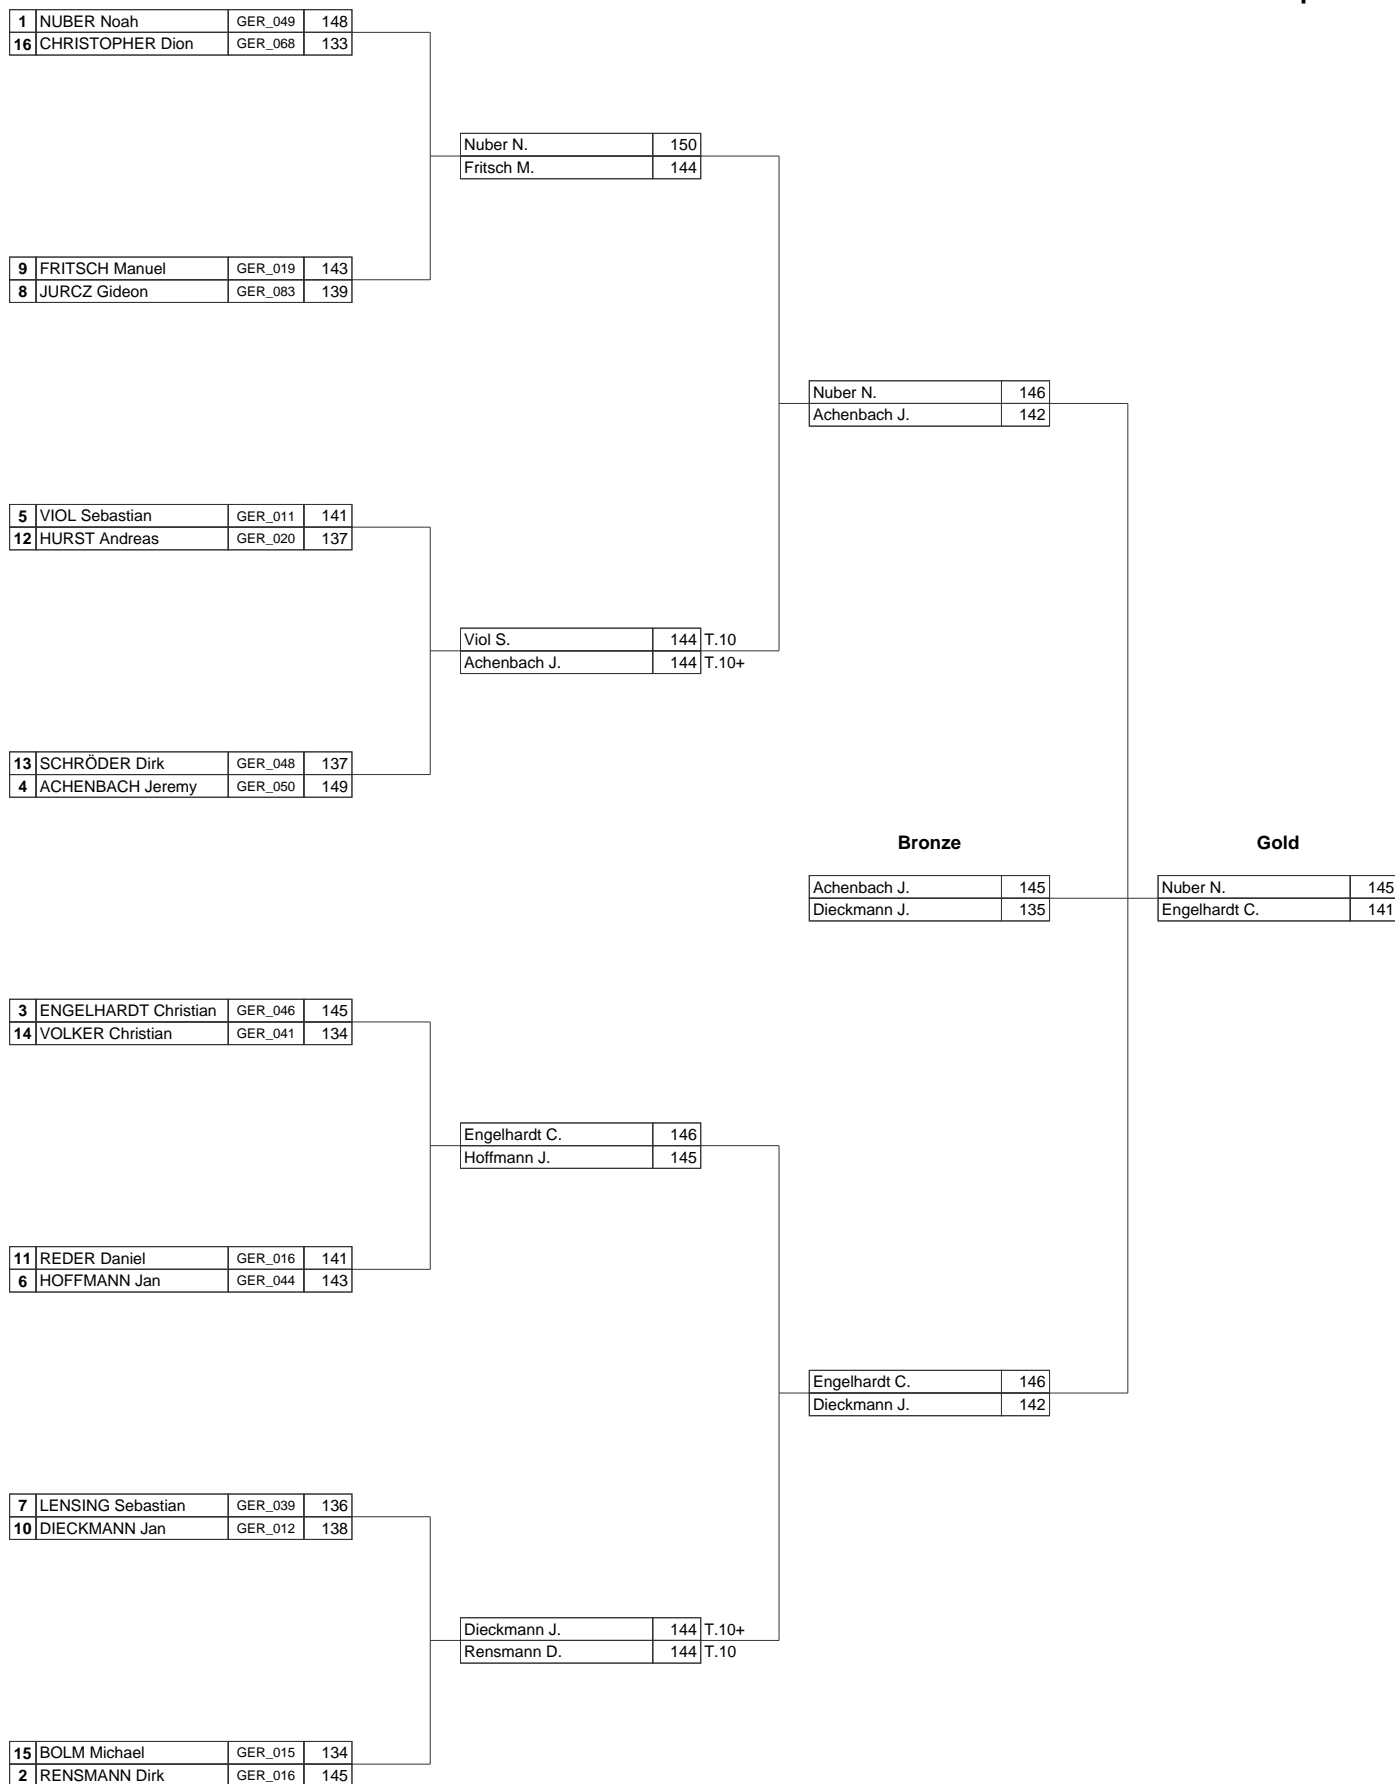 1 NUBER Noah GER_049 148
16 CHRISTOPHER Dion GER_068 133
Nuber N. 150
Fritsch M. 144
9 FRITSCH Manuel GER_019 143
8 JURCZ Gideon GER_083 139
Nuber N. 146
Achenbach J. 142
5 VIOL Sebastian GER_011 141
12 HURST Andreas GER_020 137
Viol S. 144 T.10
Achenbach J. 144 T.10+
13 SCHRÖDER Dirk GER_048 137
4 ACHENBACH Jeremy GER_050 149
Bronze Gold
Achenbach J. 145 Nuber N. 145
Dieckmann J. 135 Engelhardt C. 141
3 ENGELHARDT Christian GER_046 145
14 VOLKER Christian GER_041 134
Engelhardt C. 146
Hoffmann J. 145
11 REDER Daniel GER_016 141
6 HOFFMANN Jan GER_044 143
Engelhardt C. 146
Dieckmann J. 142
7 LENSING Sebastian GER_039 136
10 DIECKMANN Jan GER_012 138
Dieckmann J. 144 T.10+
Rensmann D. 144 T.10
15 BOLM Michael GER_015 134
2 RENSMANN Dirk GER_016 145